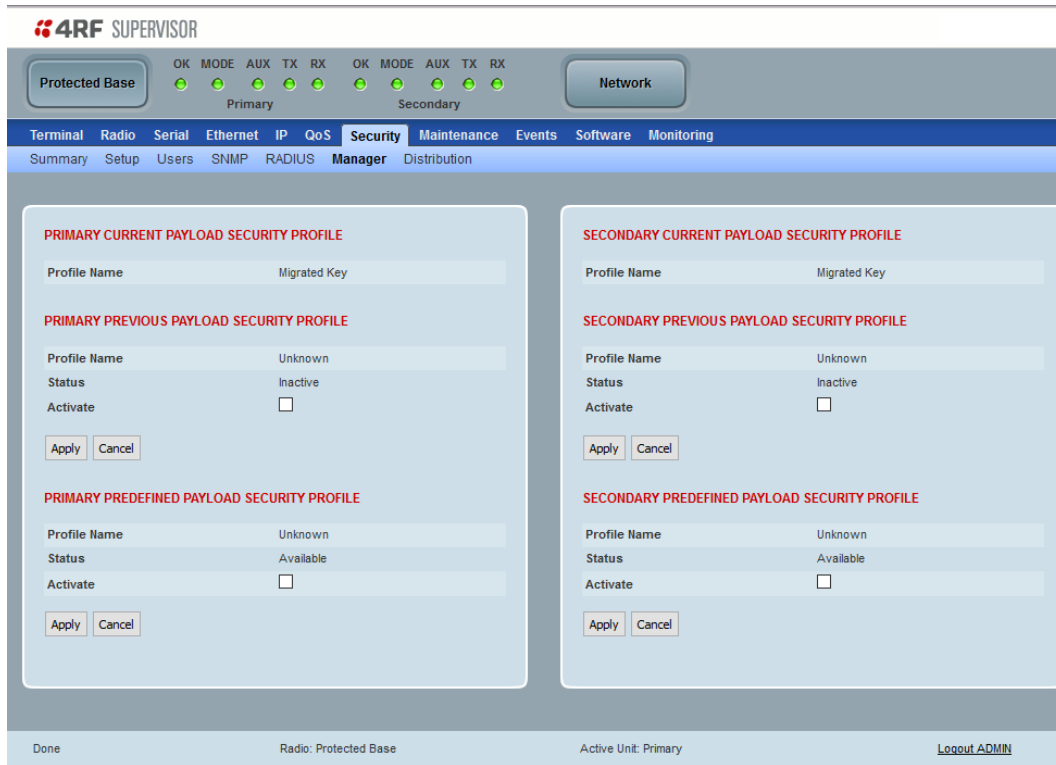 4RF SUPERVISOR
Protected Base
OK MODE AUX TX RX OK MODE AUX TX RX
Primary Secondary
Network
Terminal Radio Serial Ethernet IP QoS Security Maintenance Events Software Monitoring
Summary Setup Users SNMP RADIUS Manager Distribution
PRIMARY CURRENT PAYLOAD SECURITY PROFILE
Profile Name Migrated Key
PRIMARY PREVIOUS PAYLOAD SECURITY PROFILE
Profile Name Unknown
Status Inactive
Activate
Apply Cancel
PRIMARY PREDEFINED PAYLOAD SECURITY PROFILE
Profile Name Unknown
Status Available
Activate
Apply Cancel
SECONDARY CURRENT PAYLOAD SECURITY PROFILE
Profile Name Migrated Key
SECONDARY PREVIOUS PAYLOAD SECURITY PROFILE
Profile Name Unknown
Status Inactive
Activate
Apply Cancel
SECONDARY PREDEFINED PAYLOAD SECURITY PROFILE
Profile Name Unknown
Status Available
Activate
Apply Cancel
Done Radio: Protected Base Active Unit: Primary Logout ADMIN